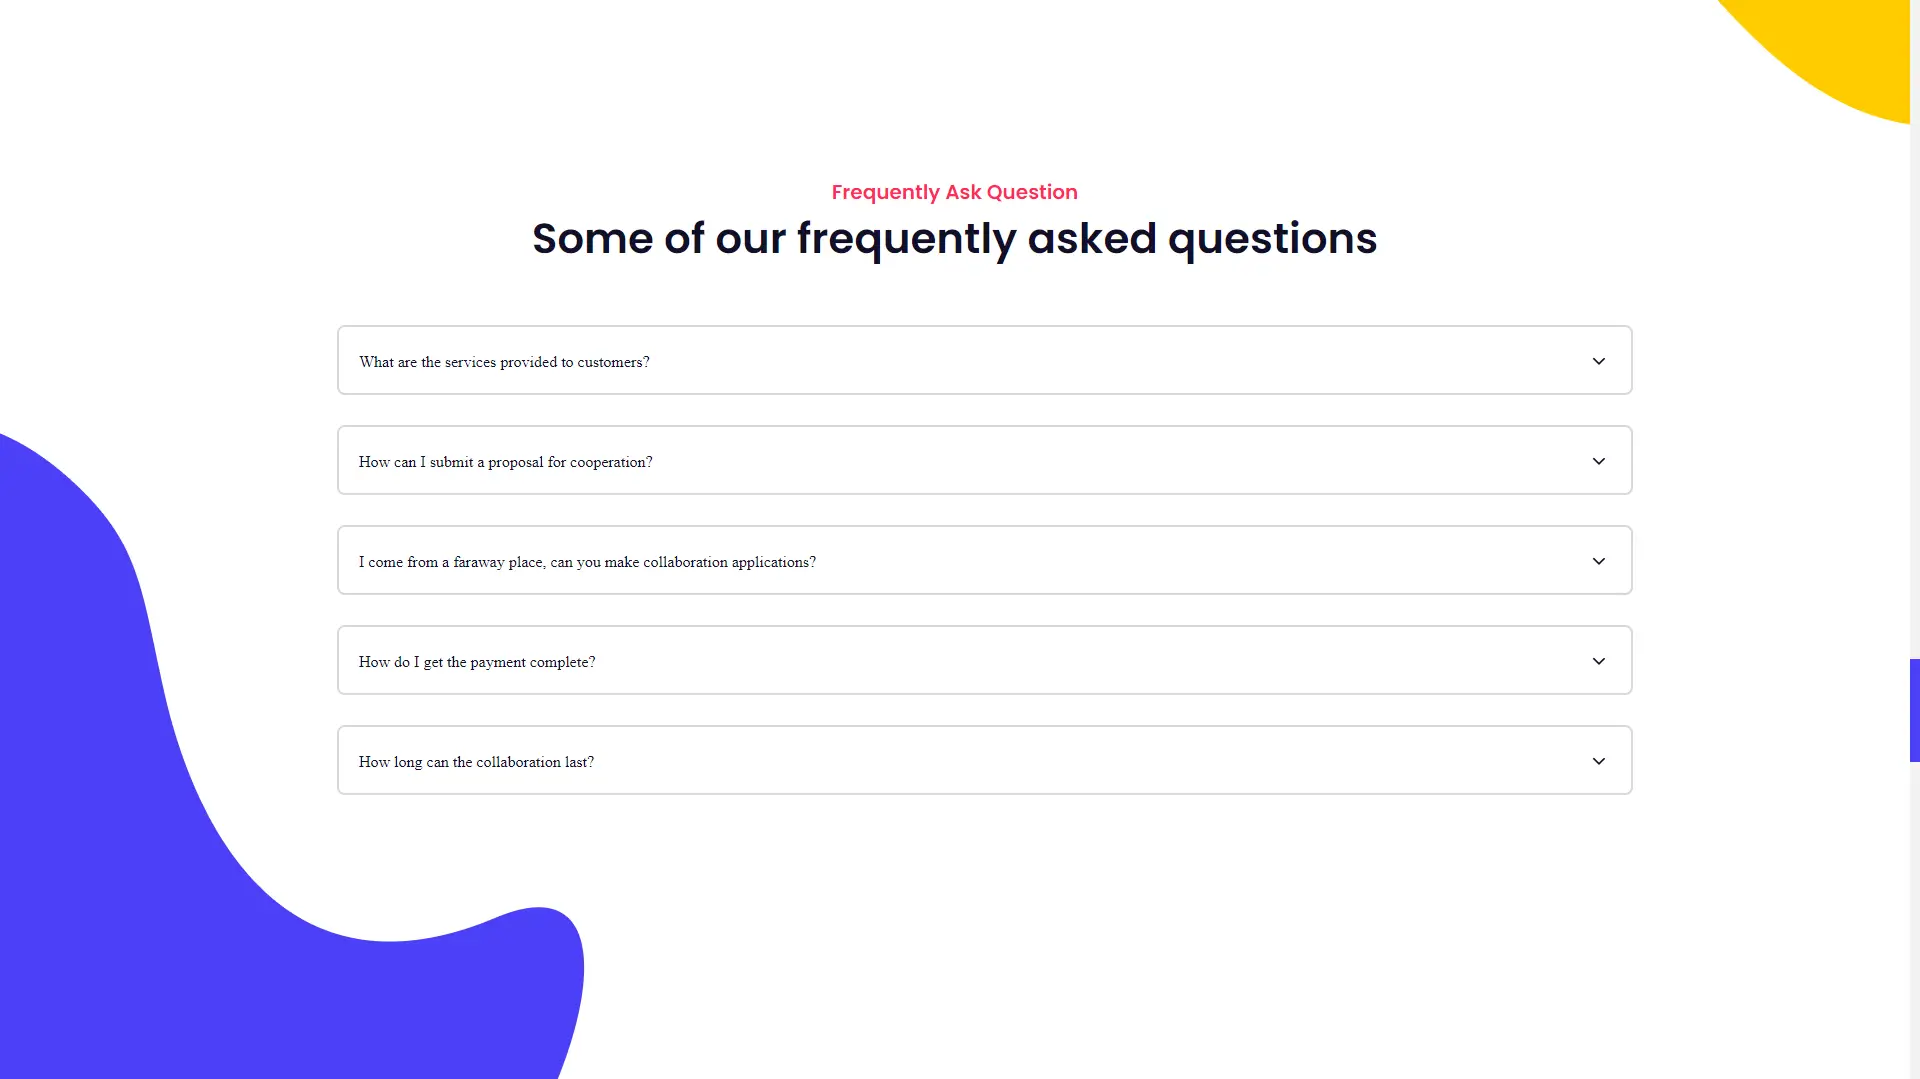 Frequently Ask Question
Some of our frequently asked questions
What are the services provided to customers?
How can I submit a proposal for cooperation?
I come from a faraway place, can you make collaboration applications?
How do I get the payment complete?
How long can the collaboration last?